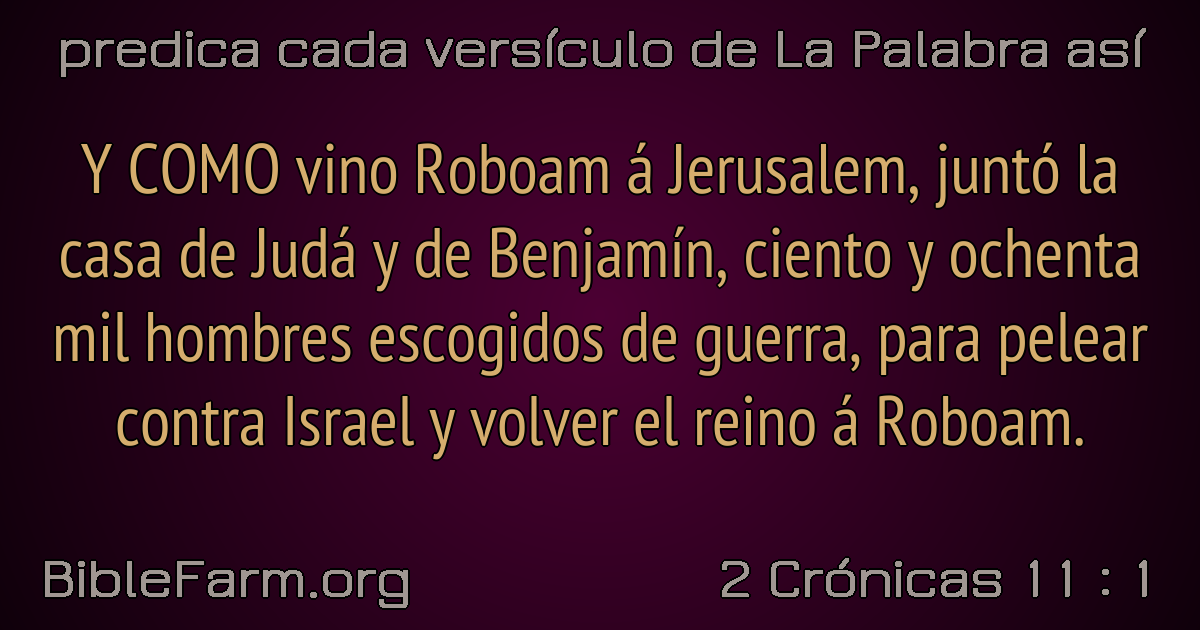 predica cada versículo de La Palabra así
Y COMO vino Roboam á Jerusalem, juntó la
casa de Judá y de Benjamín, ciento y ochenta
mil hombres escogidos de guerra, para pelear
contra Israel y volver el reino á Roboam.
BibleFarm.org
2 Crónicas 11 : 1